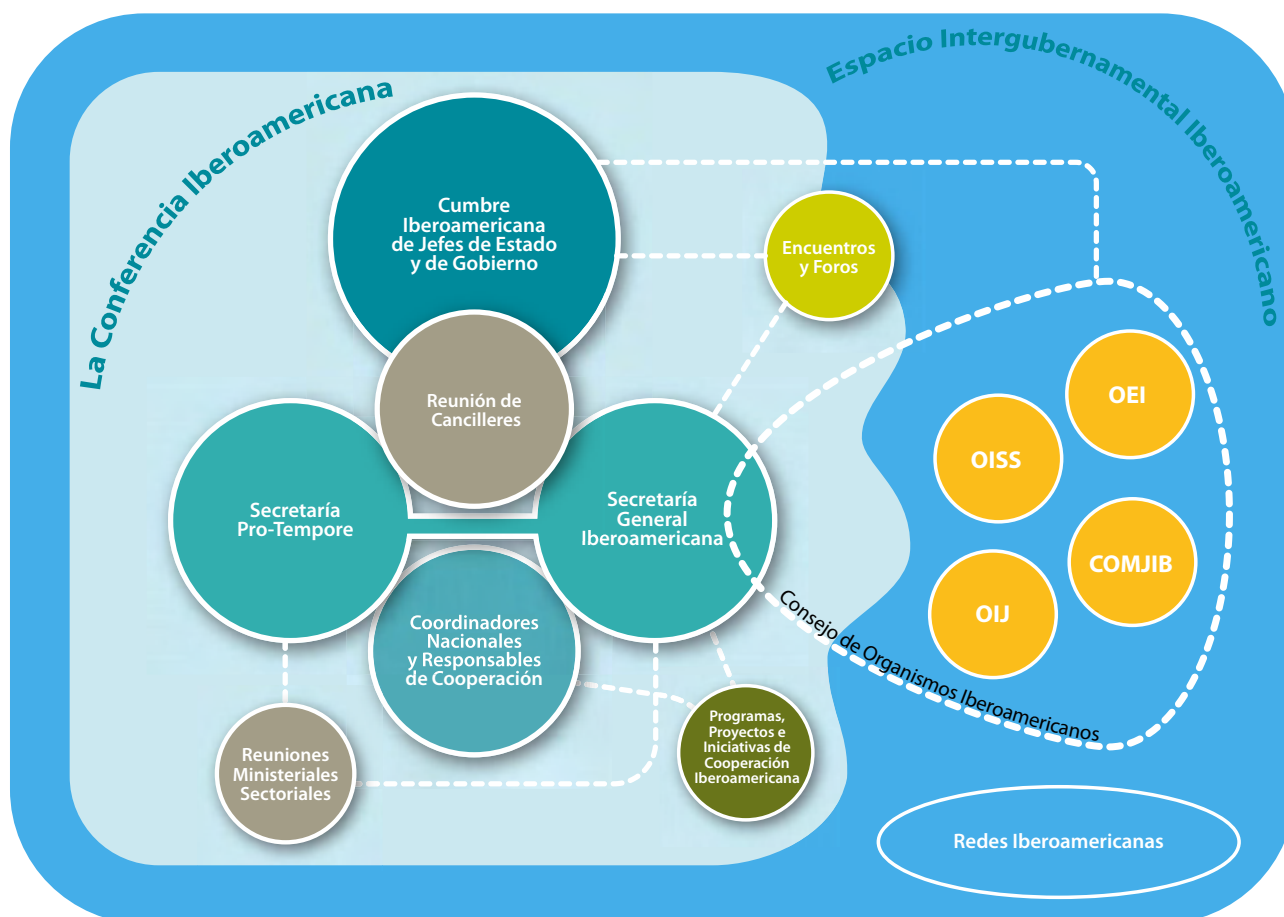 La Conferencia Iberoamericana
Espacio Intergubernamental Iberoamericano
Cumbre
Iberoamericana
de Jefes de Estado
y de Gobierno
Encuentros
y Foros
Reunión de
Cancilleres
OEI
OISS
Secretaría
Pro-Tempore
Secretaría
General
Iberoamericana
COMJIB
OIJ
Consejo de Organismos Iberoamericanos
Coordinadores
Nacionales
y Responsables
de Cooperación
Reuniones
Ministeriales
Sectoriales
Programas,
Proyectos e
Iniciativas de
Cooperación
Iberoamericana
Redes Iberoamericanas